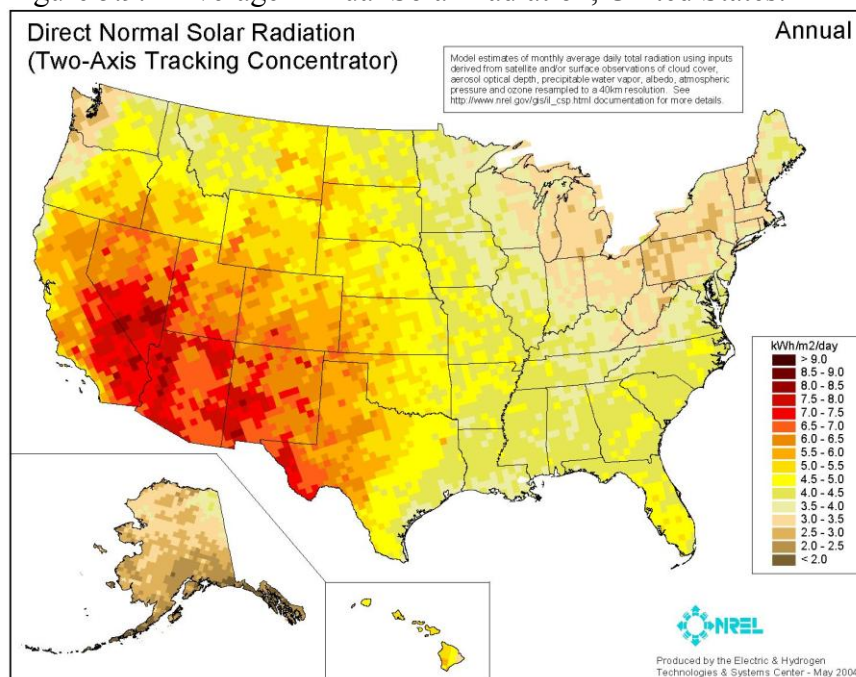 Direct Normal Solar Radiation
(Two-Axis Tracking Concentrator)
Annual
Model estimates of monthly average daily total radiation using inputs
derived from satellite and/or surface observations of cloud cover,
aerosol optical depth, precipitable water vapor, albedo, atmospheric
pressure and ozone resampled to a 40km resolution. See
http://www.nrel.gov/gis/il_csp.html documentation for more details.
kWh/m2/day
> 9.0
8.5 - 9.0
8.0 - 8.5
7.5 - 8.0
7.0 - 7.5
6.5 - 7.0
6.0 - 6.5
5.5 - 6.0
5.0 - 5.5
4.5 - 5.0
4.0 - 4.5
3.5 - 4.0
3.0 - 3.5
2.5 - 3.0
2.0 - 2.5
< 2.0
NREL
Produced by the Electric & Hydrogen
Technologies & Systems Center - May 2004